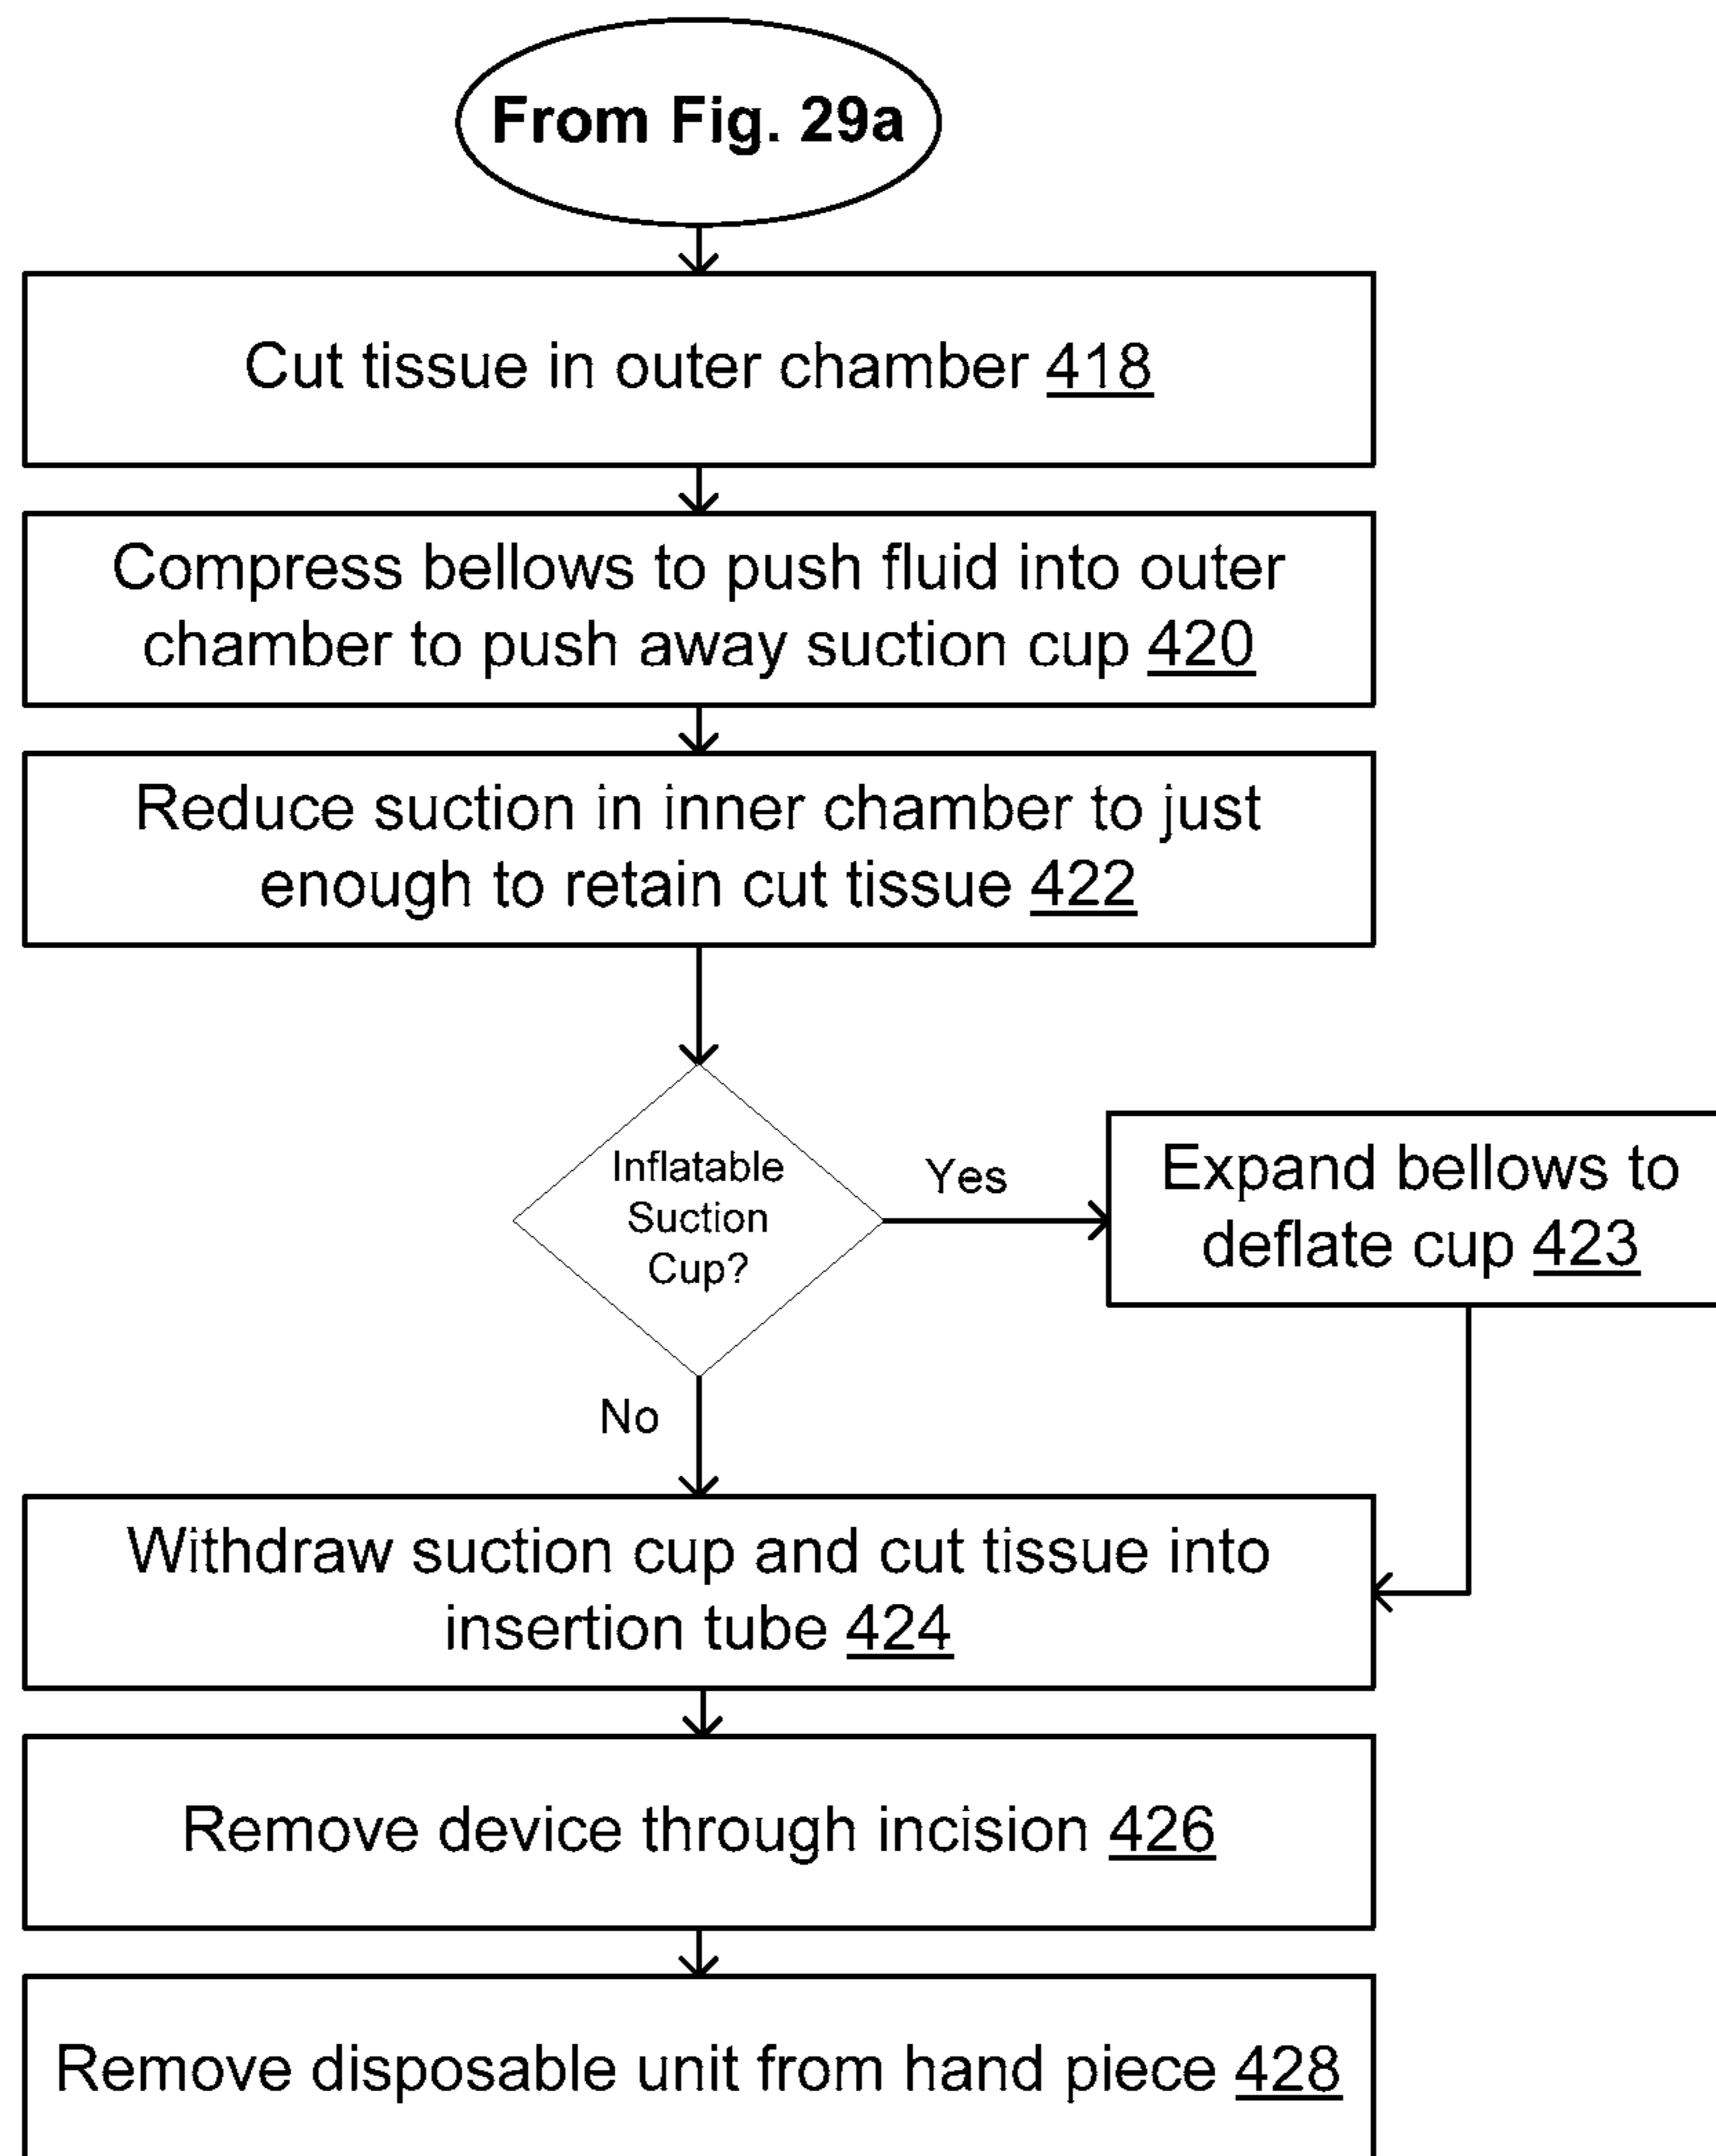 From Fig. 29a
Cut tissue in outer chamber 418
Compress bellows to push fluid into outer
chamber to push away suction cup 420
Reduce suction in inner chamber to just
enough to retain cut tissue 422
Inflatable
Suction
Cup?
Yes
Expand bellows to
deflate cup 423
No
Withdraw suction cup and cut tissue into
insertion tube 424
Remove device through incision 426
Remove disposable unit from hand piece 428